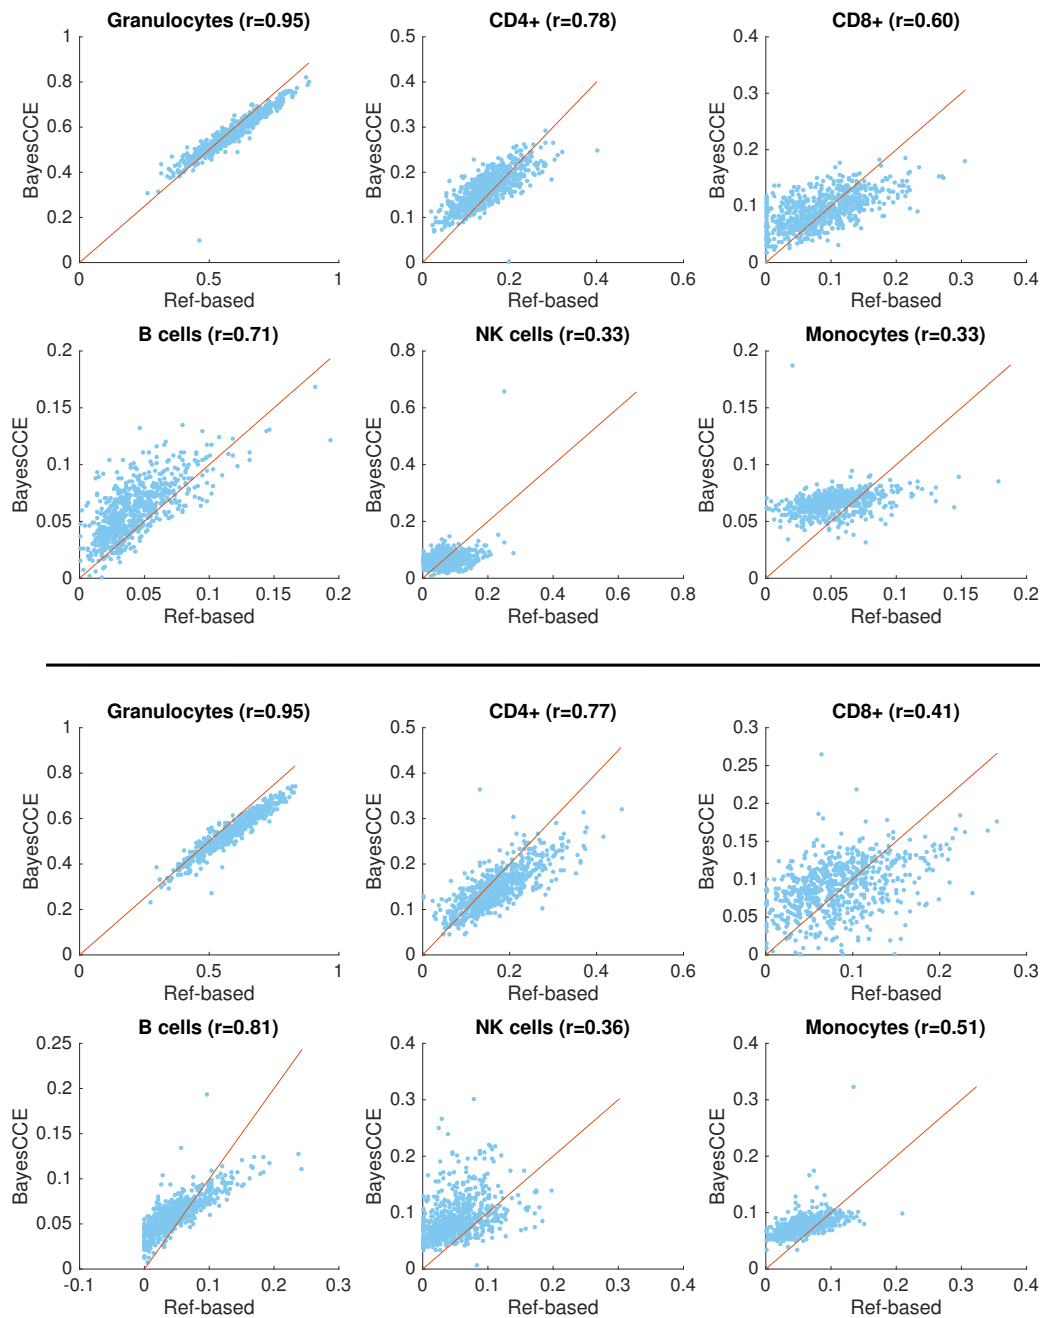 Granulocytes (r=0.95)
CD4+ (r=0.78)
CD8+ (r=0.60)
1
0.8
0.6
0.4
0.2
0
0 0.5 1
BayesCCE
Ref-based
0.5
0.4
0.3
0.2
0.1
0
0 0.2 0.4 0.6
BayesCCE
Ref-based
0.4
0.3
0.2
0.1
0
0 0.1 0.2 0.3 0.4
BayesCCE
Ref-based
B cells (r=0.71)
NK cells (r=0.33)
Monocytes (r=0.33)
0.2
0.15
0.1
0.05
0
0 0.05 0.1 0.15 0.2
BayesCCE
Ref-based
0.8
0.6
0.4
0.2
0
0 0.2 0.4 0.6 0.8
BayesCCE
Ref-based
0.2
0.15
0.1
0.05
0
0 0.05 0.1 0.15 0.2
BayesCCE
Ref-based
Granulocytes (r=0.95)
CD4+ (r=0.77)
CD8+ (r=0.41)
1
0.8
0.6
0.4
0.2
0
0 0.5 1
BayesCCE
Ref-based
0.5
0.4
0.3
0.2
0.1
0
0 0.2 0.4 0.6
BayesCCE
Ref-based
0.3
0.25
0.2
0.15
0.1
0.05
0
0 0.1 0.2 0.3
BayesCCE
Ref-based
B cells (r=0.81)
NK cells (r=0.36)
Monocytes (r=0.51)
0.25
0.2
0.15
0.1
0.05
0
-0.1 0 0.1 0.2 0.3
BayesCCE
Ref-based
0.4
0.3
0.2
0.1
0
0 0.1 0.2 0.3 0.4
BayesCCE
Ref-based
0.4
0.3
0.2
0.1
0
0 0.1 0.2 0.3 0.4
BayesCCE
Ref-based